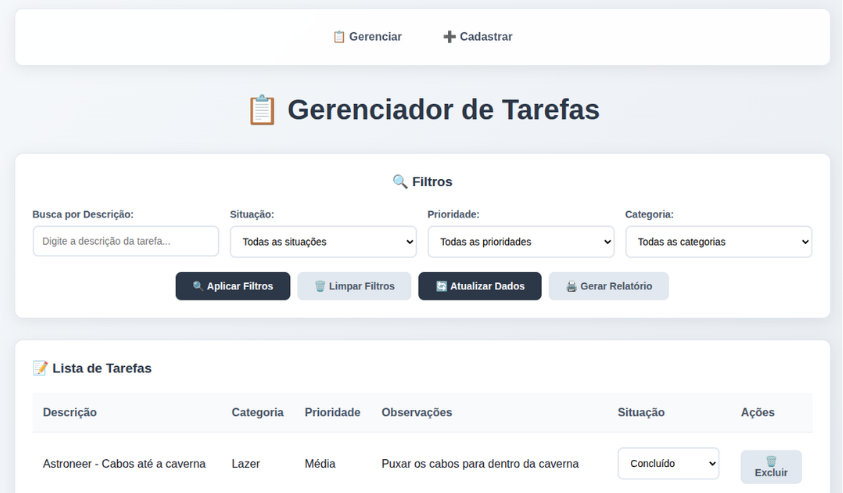 📋 Gerenciar ➕ Cadastrar
📋 Gerenciador de Tarefas
🔍 Filtros
Busca por Descrição: Situação: Prioridade: Categoria:
Digite a descrição da tarefa... Todas as situações Todas as prioridades Todas as categorias
🔍 Aplicar Filtros 🗑️ Limpar Filtros 🔄 Atualizar Dados 🖨️ Gerar Relatório
📝 Lista de Tarefas
Descrição Categoria Prioridade Observações Situação Ações
Astroneer - Cabos até a caverna Lazer Média Puxar os cabos para dentro da caverna Concluído 🗑️ Excluir